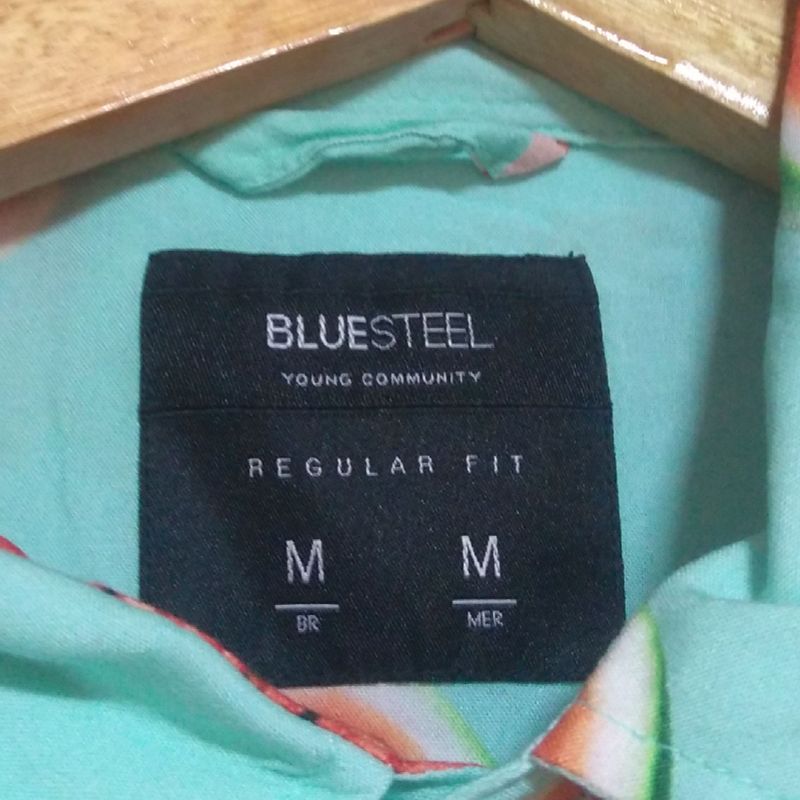 BLUESTEEL
YOUNG COMMUNITY
REGULAR FIT
M M
BR MER